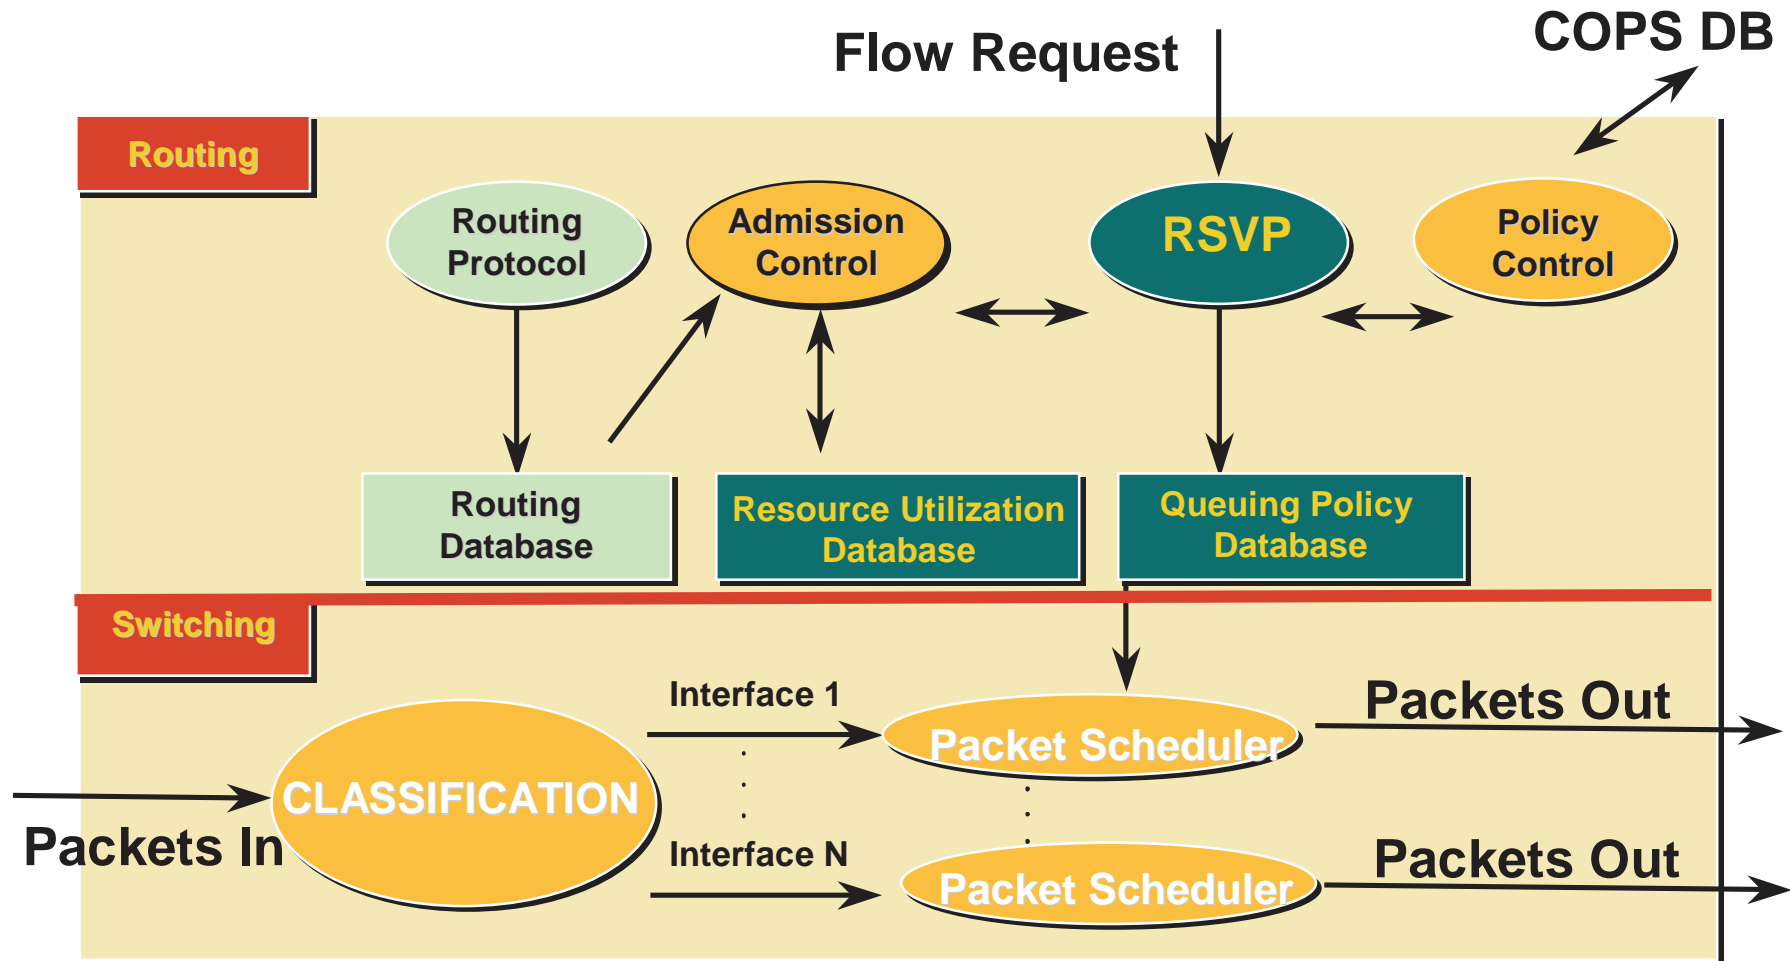 COPS DB
Flow Request
Routing
Routing
Protocol
Admission
Control
RSVP
Policy
Control
Routing
Database
Resource Utilization
Database
Queuing Policy
Database
Switching
Interface 1
Packet Scheduler
Packets Out
CLASSIFICATION
Packets In
Interface N
Packet Scheduler
Packets Out